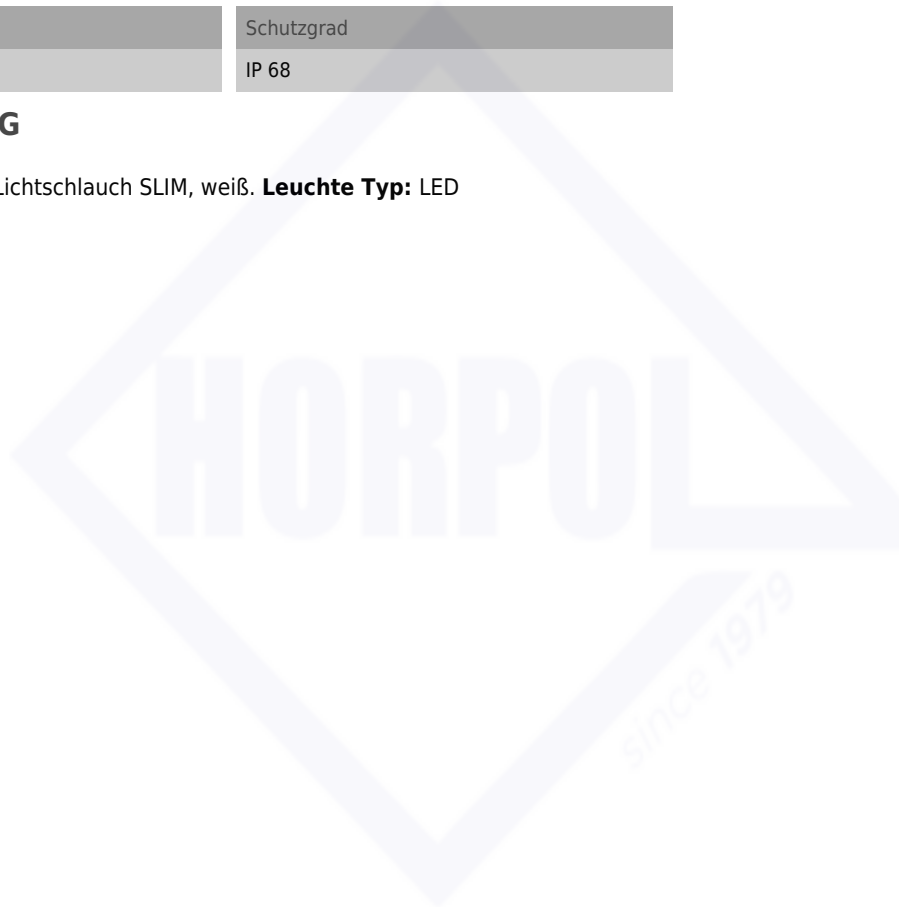 Schutzgrad
IP 68
G
Lichtschlauch SLIM, weiß. Leuchte Typ: LED
HORPOL
since 1979